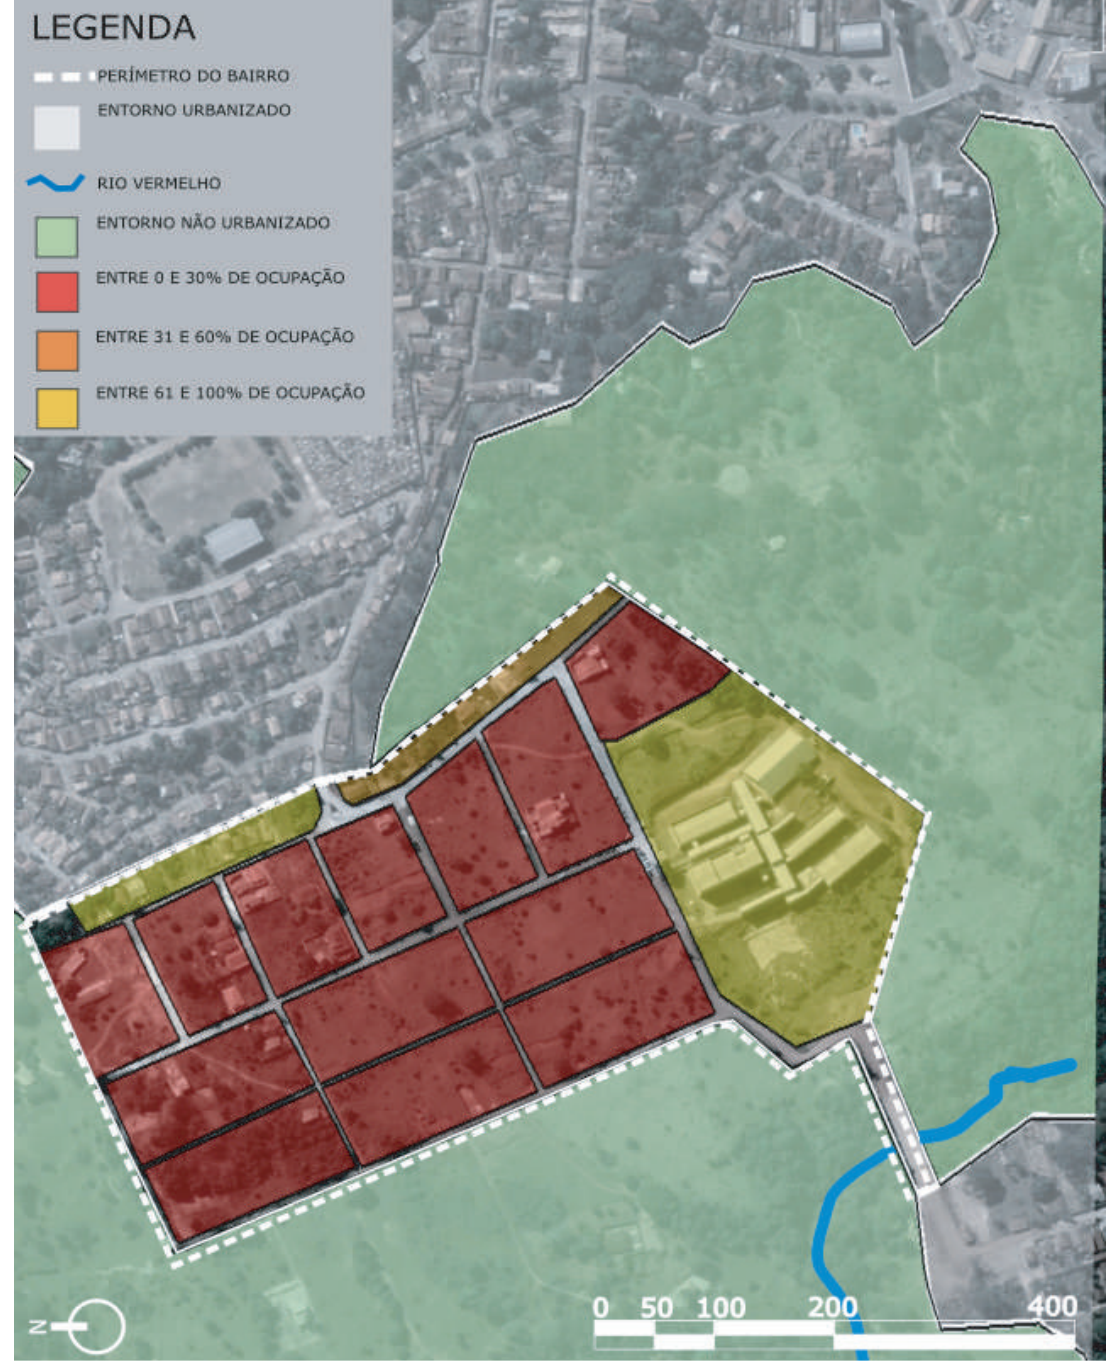 LEGENDA
PERÍMETRO DO BAIRRO
ENTORNO URBANIZADO
RIO VERMELHO
ENTORNO NÃO URBANIZADO
ENTRE 0 E 30% DE OCUPAÇÃO
ENTRE 31 E 60% DE OCUPAÇÃO
ENTRE 61 E 100% DE OCUPAÇÃO
N
0 50 100 200 400